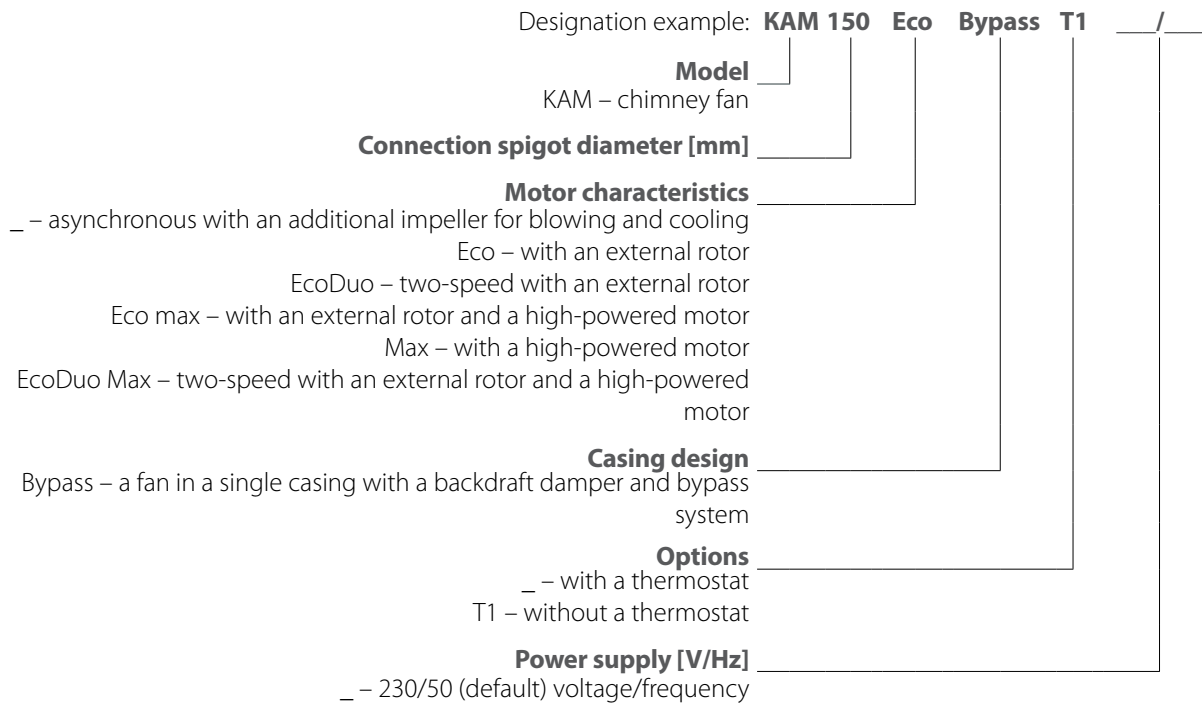 Designation example: KAM 150 Eco Bypass T1 ___/___
Model
KAM – chimney fan
Connection spigot diameter [mm]
Motor characteristics
_ – asynchronous with an additional impeller for blowing and cooling
Eco – with an external rotor
EcoDuo – two-speed with an external rotor
Eco max – with an external rotor and a high-powered motor
Max – with a high-powered motor
EcoDuo Max – two-speed with an external rotor and a high-powered
motor
Casing design
Bypass – a fan in a single casing with a backdraft damper and bypass
system
Options
_ – with a thermostat
T1 – without a thermostat
Power supply [V/Hz]
_ – 230/50 (default) voltage/frequency